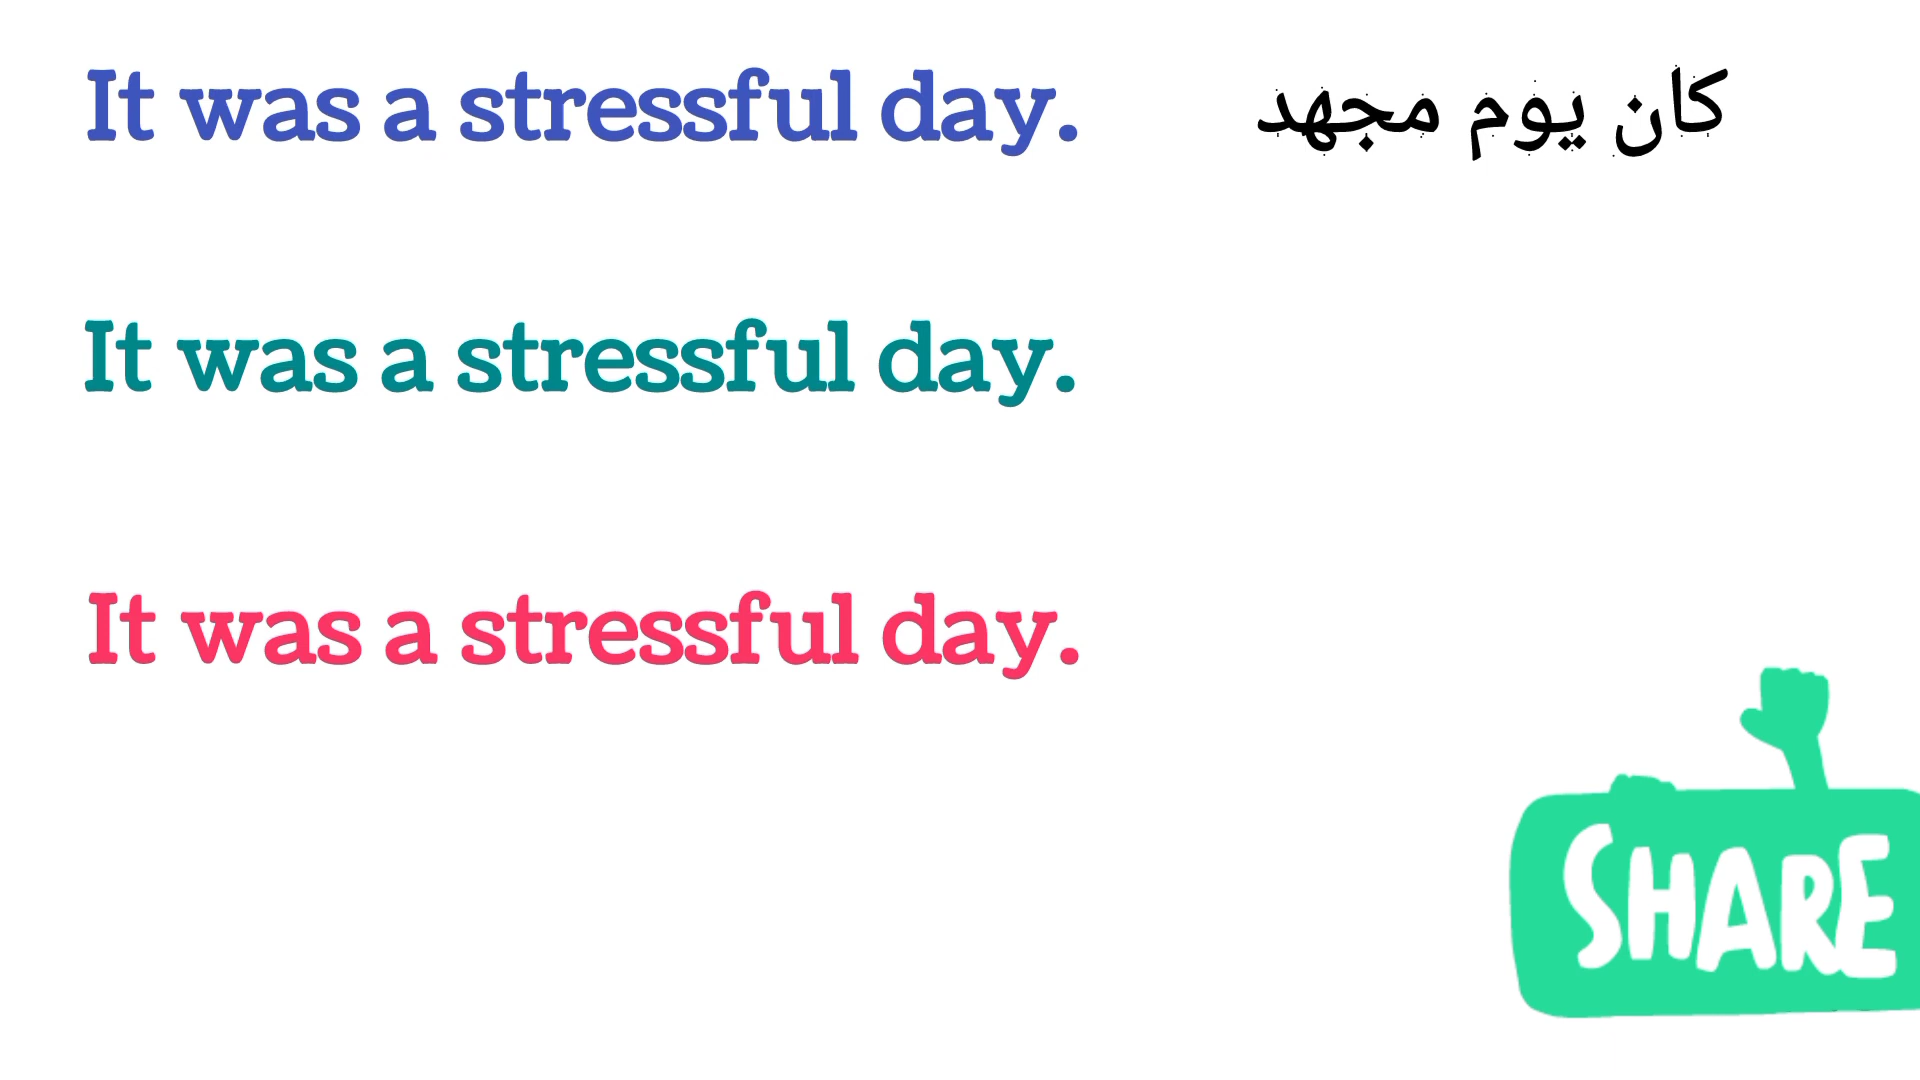 It was a stressful day. كان يوم مجهد
It was a stressful day.
It was a stressful day.
SHARE